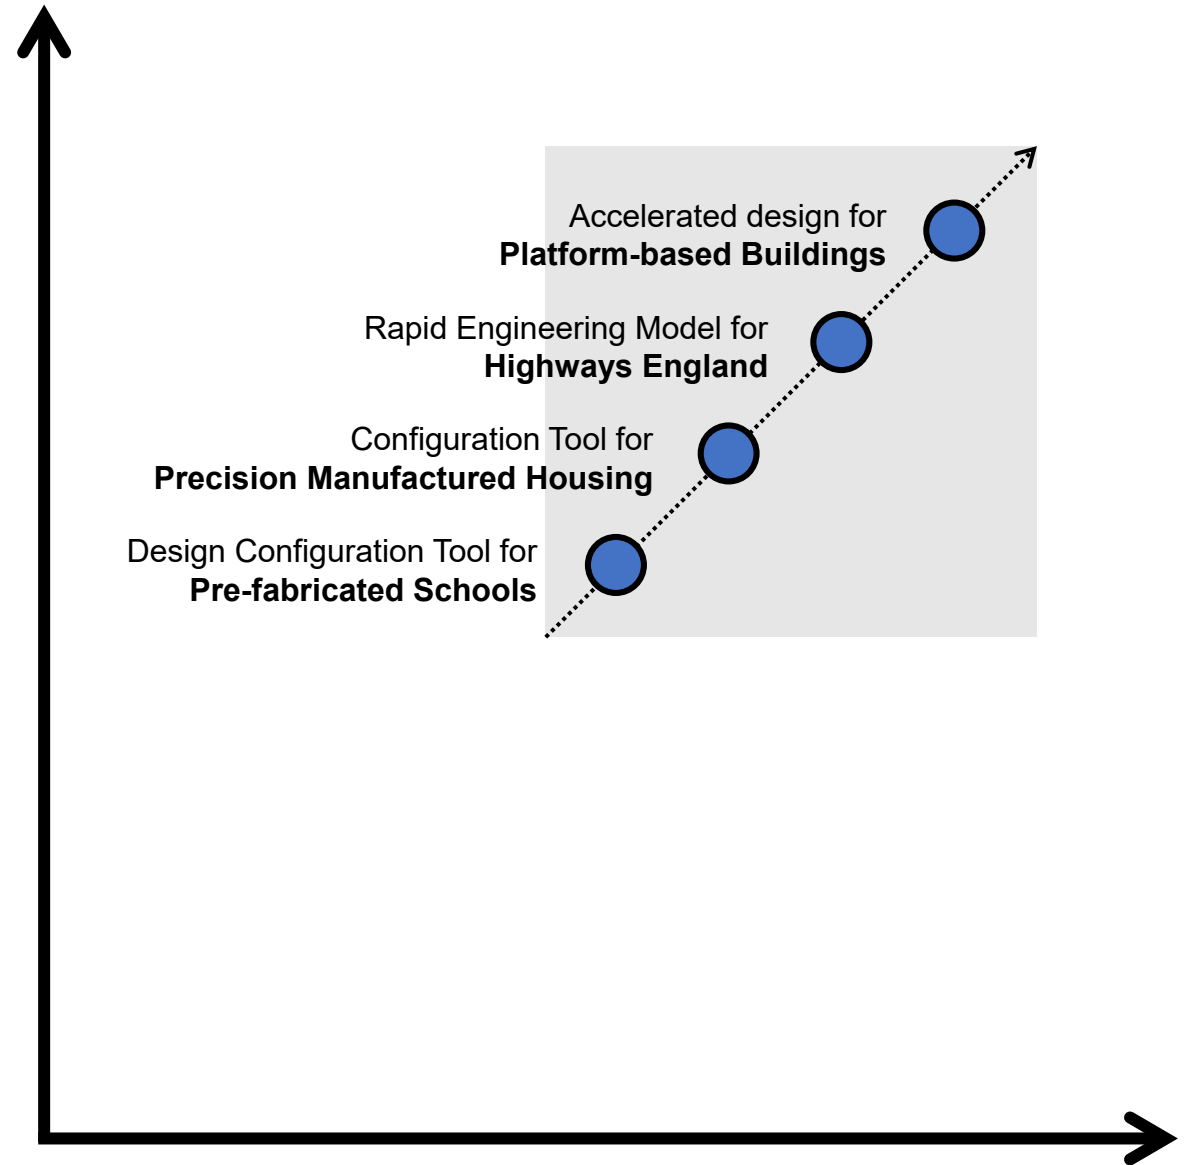 Accelerated design for
Platform-based Buildings
Rapid Engineering Model for
Highways England
Configuration Tool for
Precision Manufactured Housing
Design Configuration Tool for
Pre-fabricated Schools